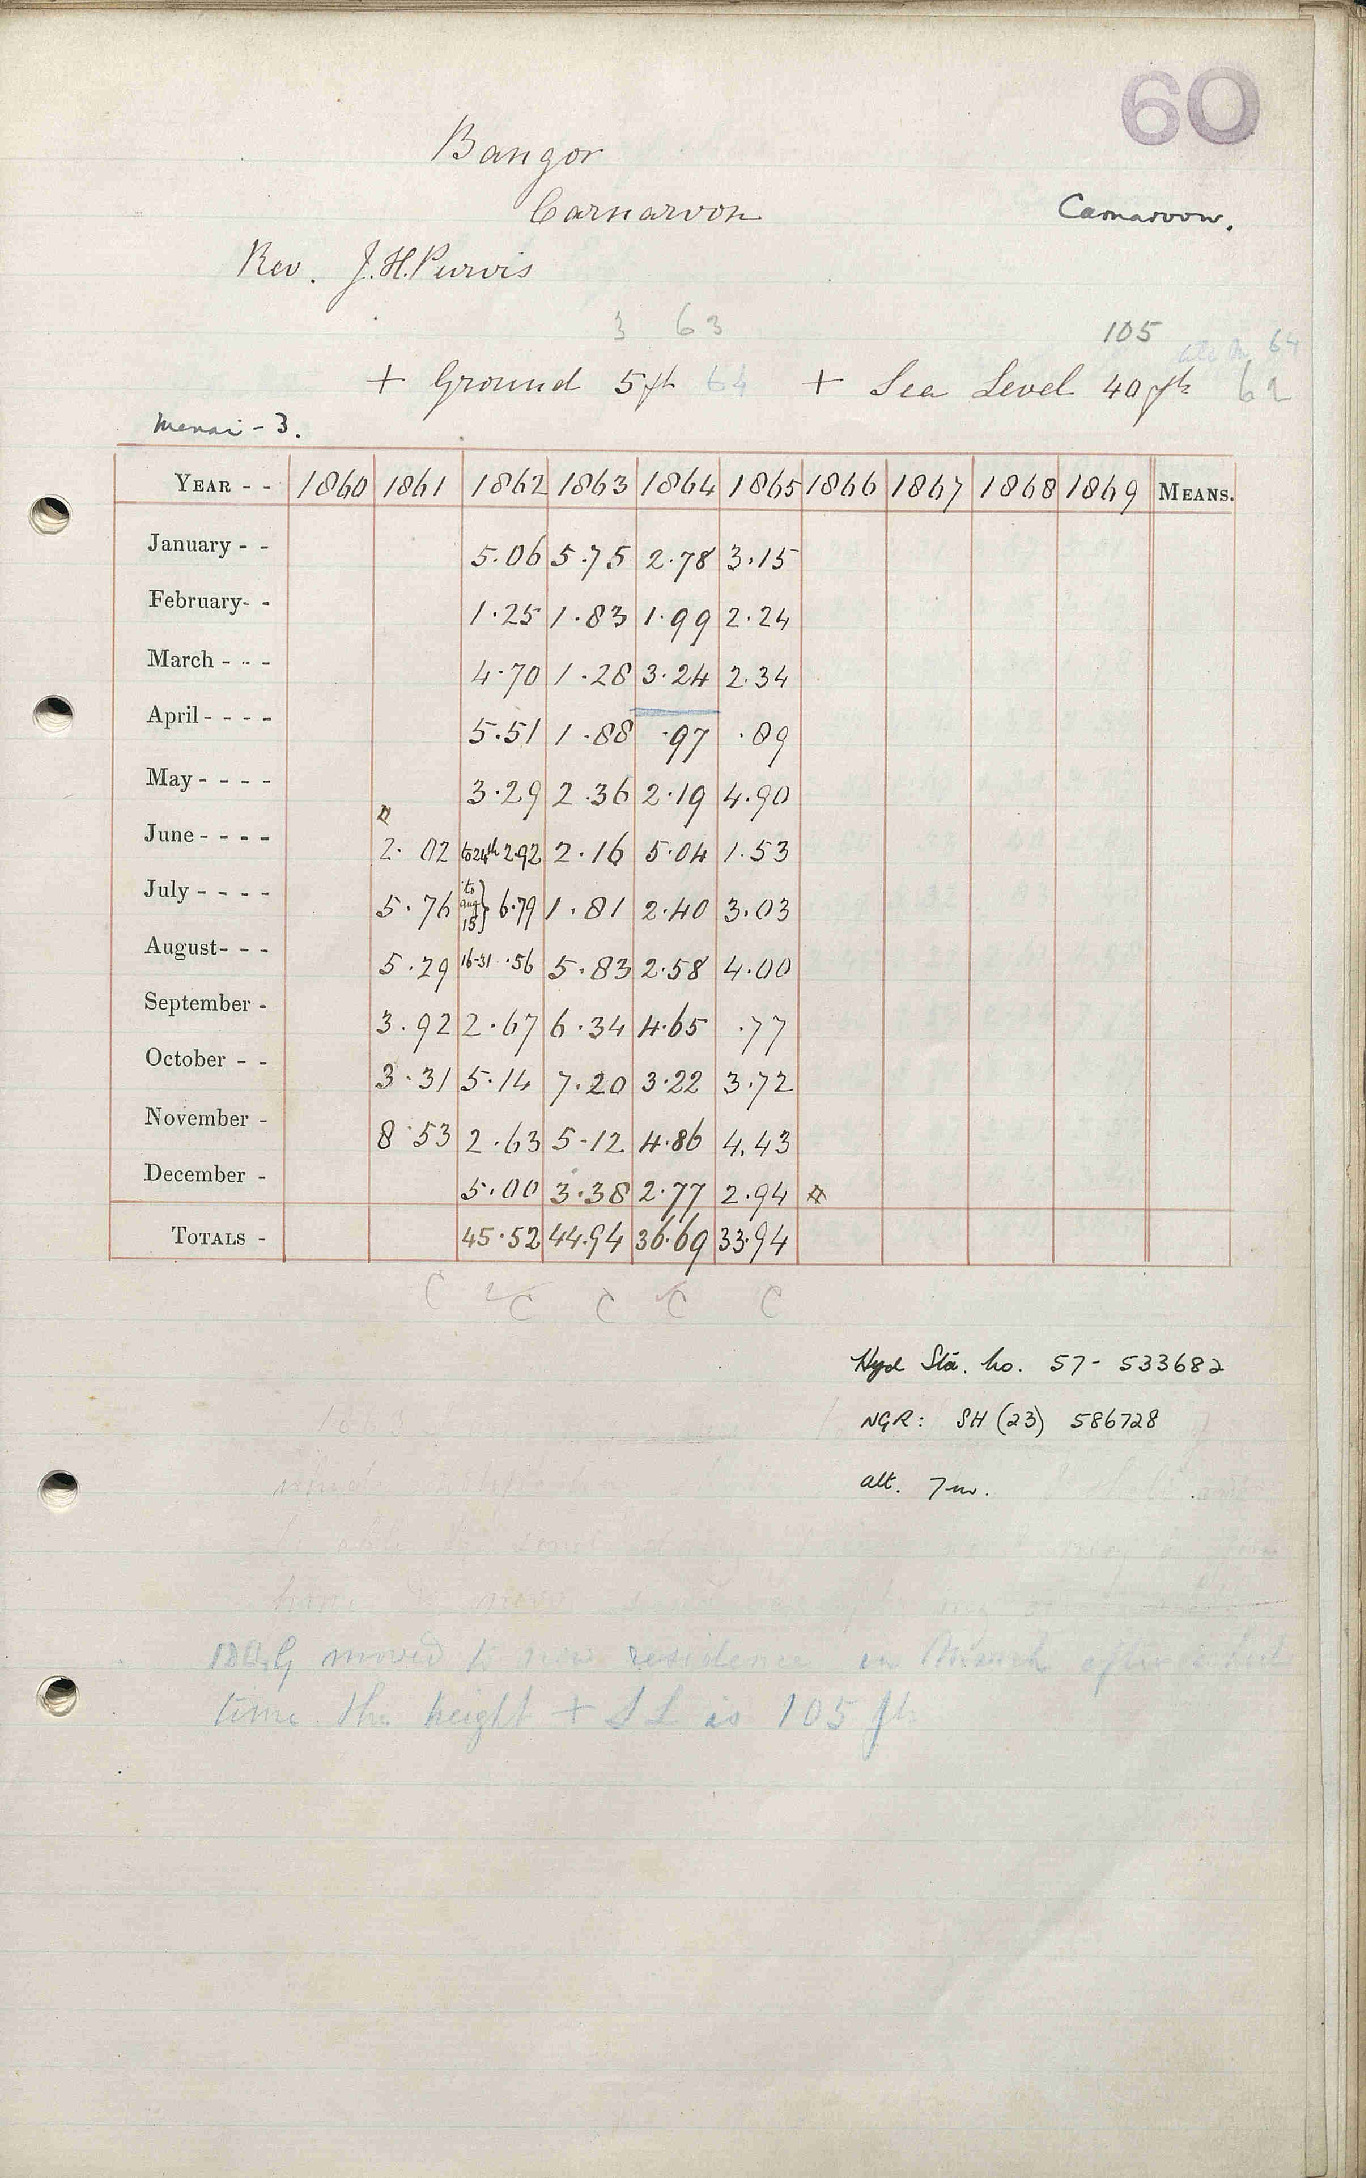 60
Bangor
Carnarvon
Carnarvon.
Rev. J.H.Purvis
3 63
105
64
+ Ground 5 ft 64 + Sea Level 40 ft 62
Menai - 3.
YEAR - - 1860 1861 1862 1863 1864 1865 1866 1867 1868 1869 MEANS.
January - - 5.06 5.75 2.78 3.15
February- - 1.25 1.83 1.99 2.24
March - - - 4.70 1.28 3.24 2.34
April - - - - 5.51 1.88 .97 .89
May - - - - 3.29 2.36 2.19 4.90
June - - - - 2.02 to 24th 2.92 2.16 5.04 1.53
July - - - - 5.76 to aug 15} 6.79 1.81 2.40 3.03
August- - - 5.29 16-31 .56 5.83 2.58 4.00
September - 3.92 2.67 6.34 4.65 .77
October - - 3.31 5.14 7.20 3.22 3.72
November - 8.53 2.63 5.12 4.86 4.43
December - 5.00 3.38 2.77 2.94
TOTALS - 45.52 44.94 36.69 33.94
C C C C C
Hyd Sta. no. 57- 533682
NGR: SH (23) 586728
alt. 7m.
moved to new residence in March after
time the height + S L is 105 ft